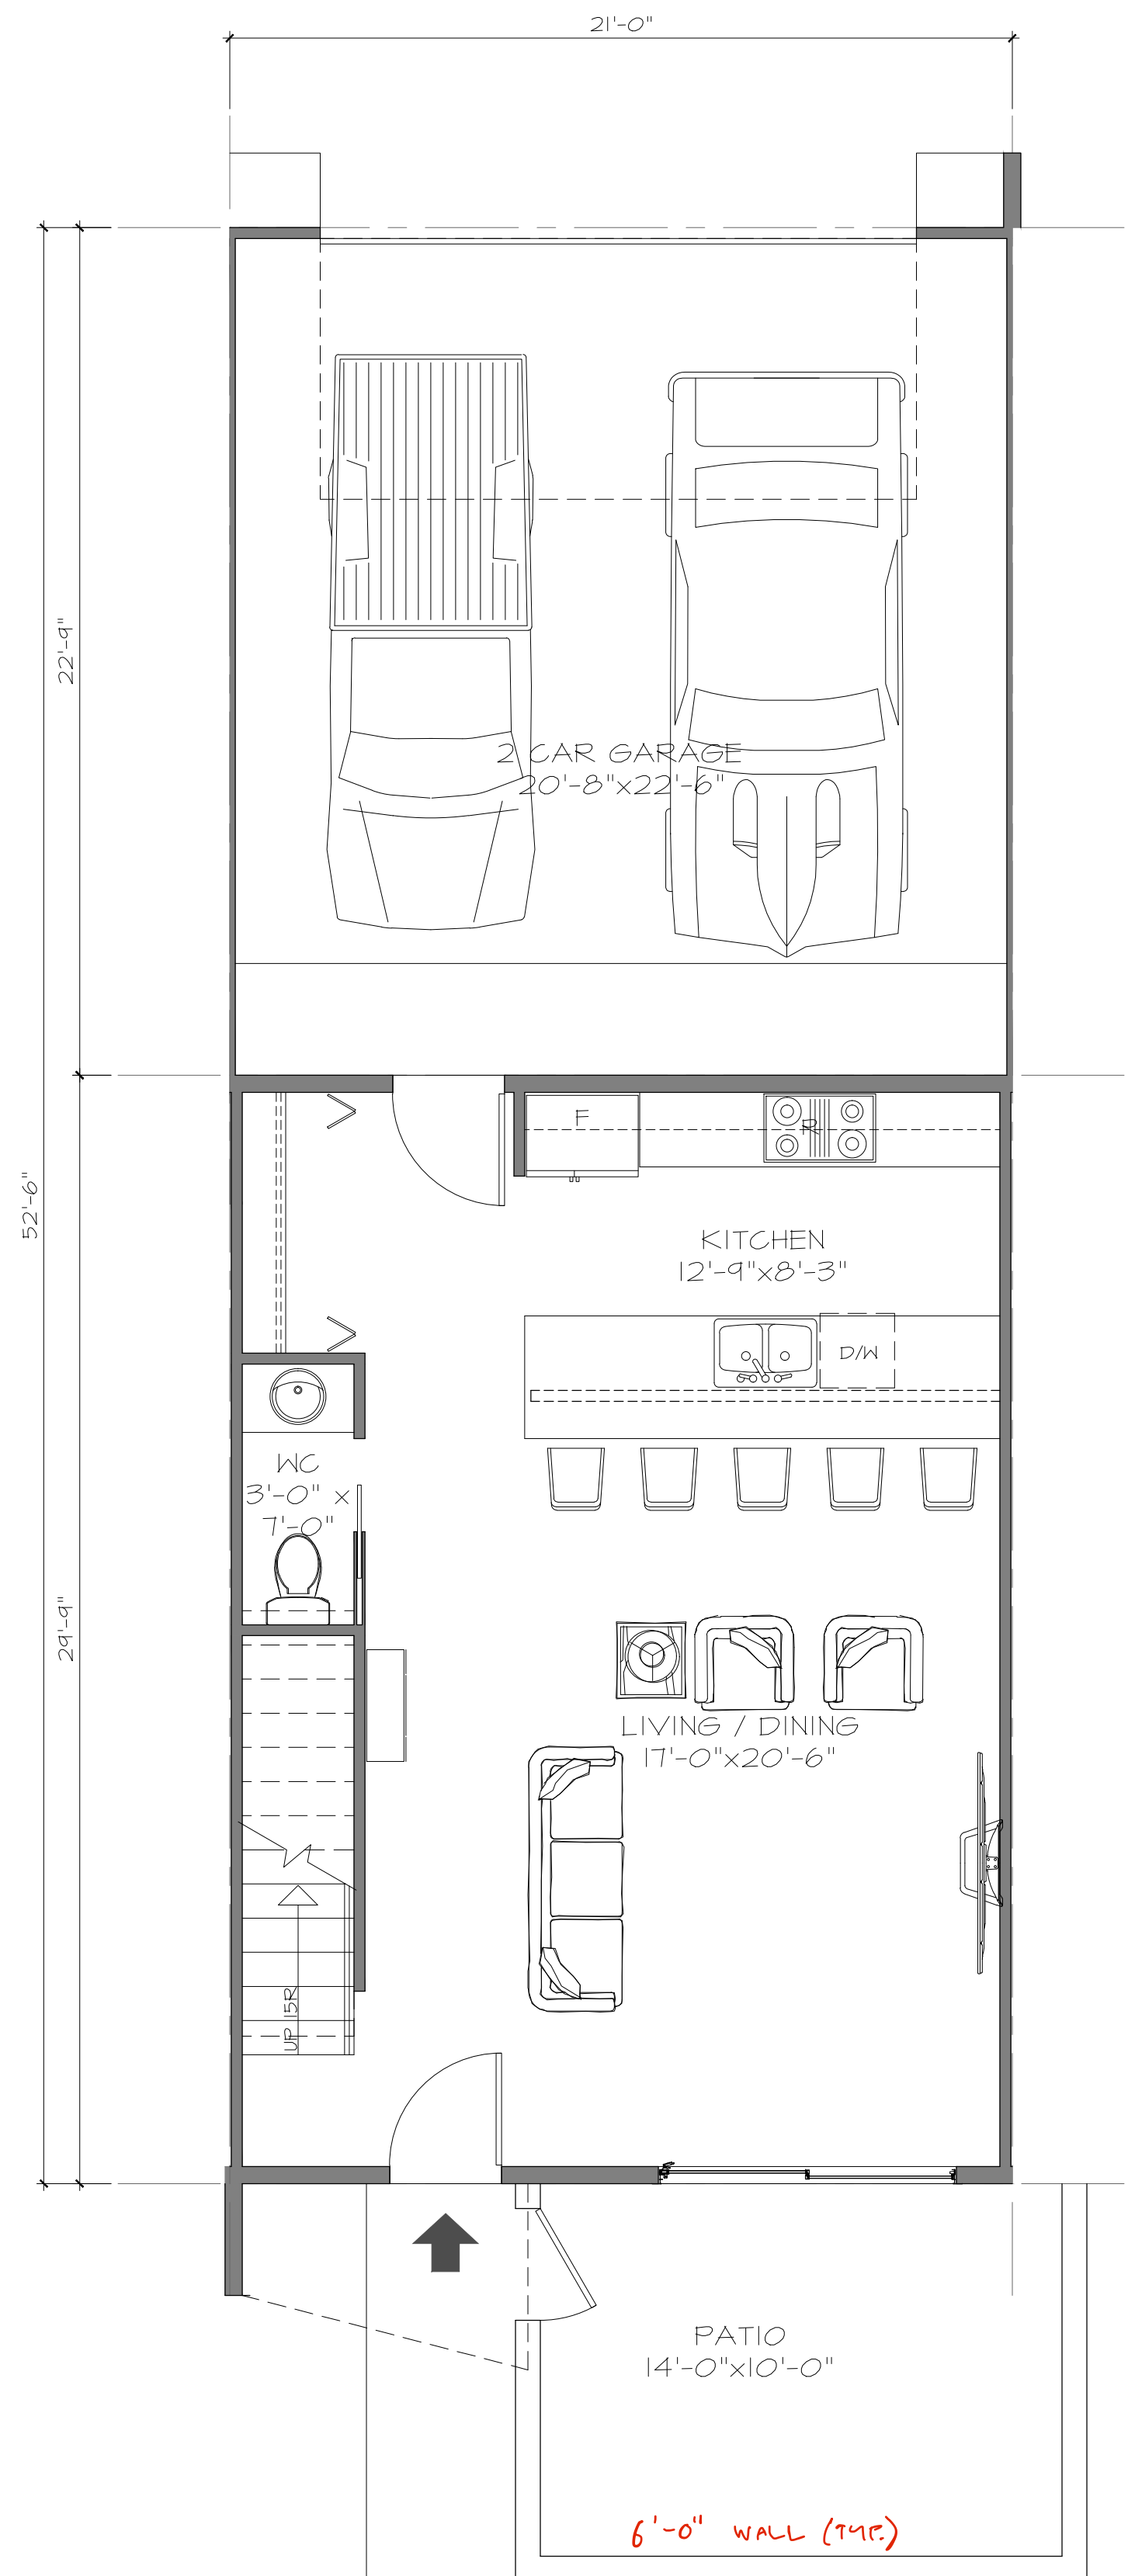 21'-0"
22'-9"
2 CAR GARAGE
20'-8"x22'-6"
F
R
52'-6"
KITCHEN
12'-9"x8'-3"
D/W
WC
3'-0" x
7'-0"
29'-9"
LIVING / DINING
17'-0"x20'-6"
UP 15R
PATIO
14'-0"x10'-0"
6'-0" WALL (TYP.)